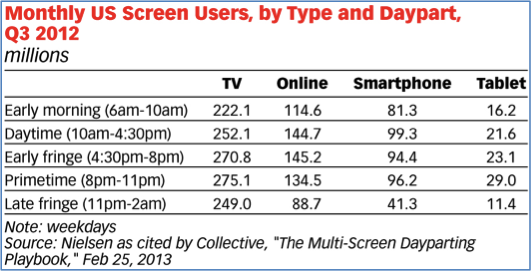 Monthly US Screen Users, by Type and Daypart,
Q3 2012
millions
TV Online Smartphone Tablet
Early morning (6am-10am) 222.1 114.6 81.3 16.2
Daytime (10am-4:30pm) 252.1 144.7 99.3 21.6
Early fringe (4:30pm-8pm) 270.8 145.2 94.4 23.1
Primetime (8pm-11pm) 275.1 134.5 96.2 29.0
Late fringe (11pm-2am) 249.0 88.7 41.3 11.4
Note: weekdays
Source: Nielsen as cited by Collective, "The Multi-Screen Dayparting
Playbook," Feb 25, 2013